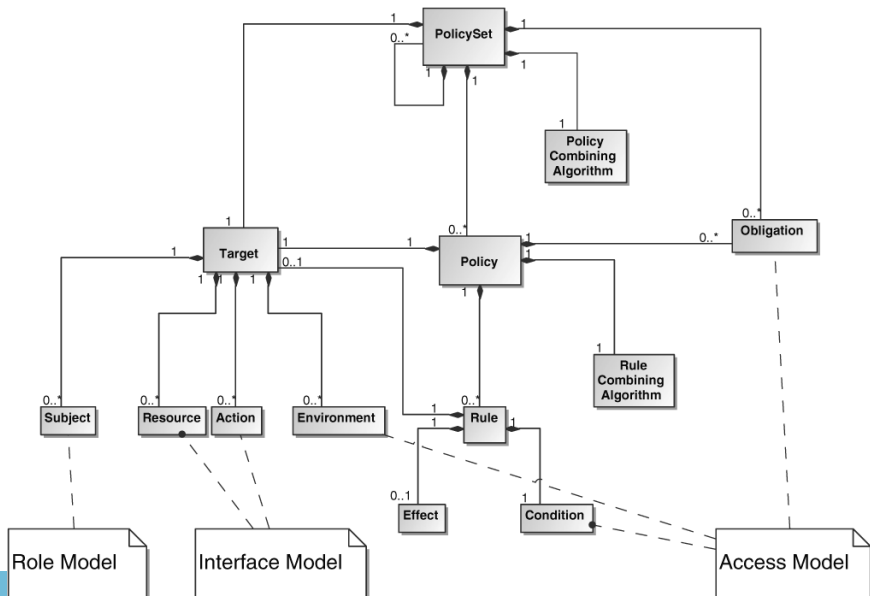 1
PolicySet
1
0..*
1
1
1
1
Policy
Combining
Algorithm
1
0..*
0..*
1
Target
1
1
1
0..*
Obligation
0..1
Policy
1
1
1
1
1
1
Rule
Combining
Algorithm
0..*
0..*
0..*
0..*
0..*
Subject
Resource
Action
Environment
1
Rule
1
1
0..1
1
Effect
Condition
Role Model
Interface Model
Access Model